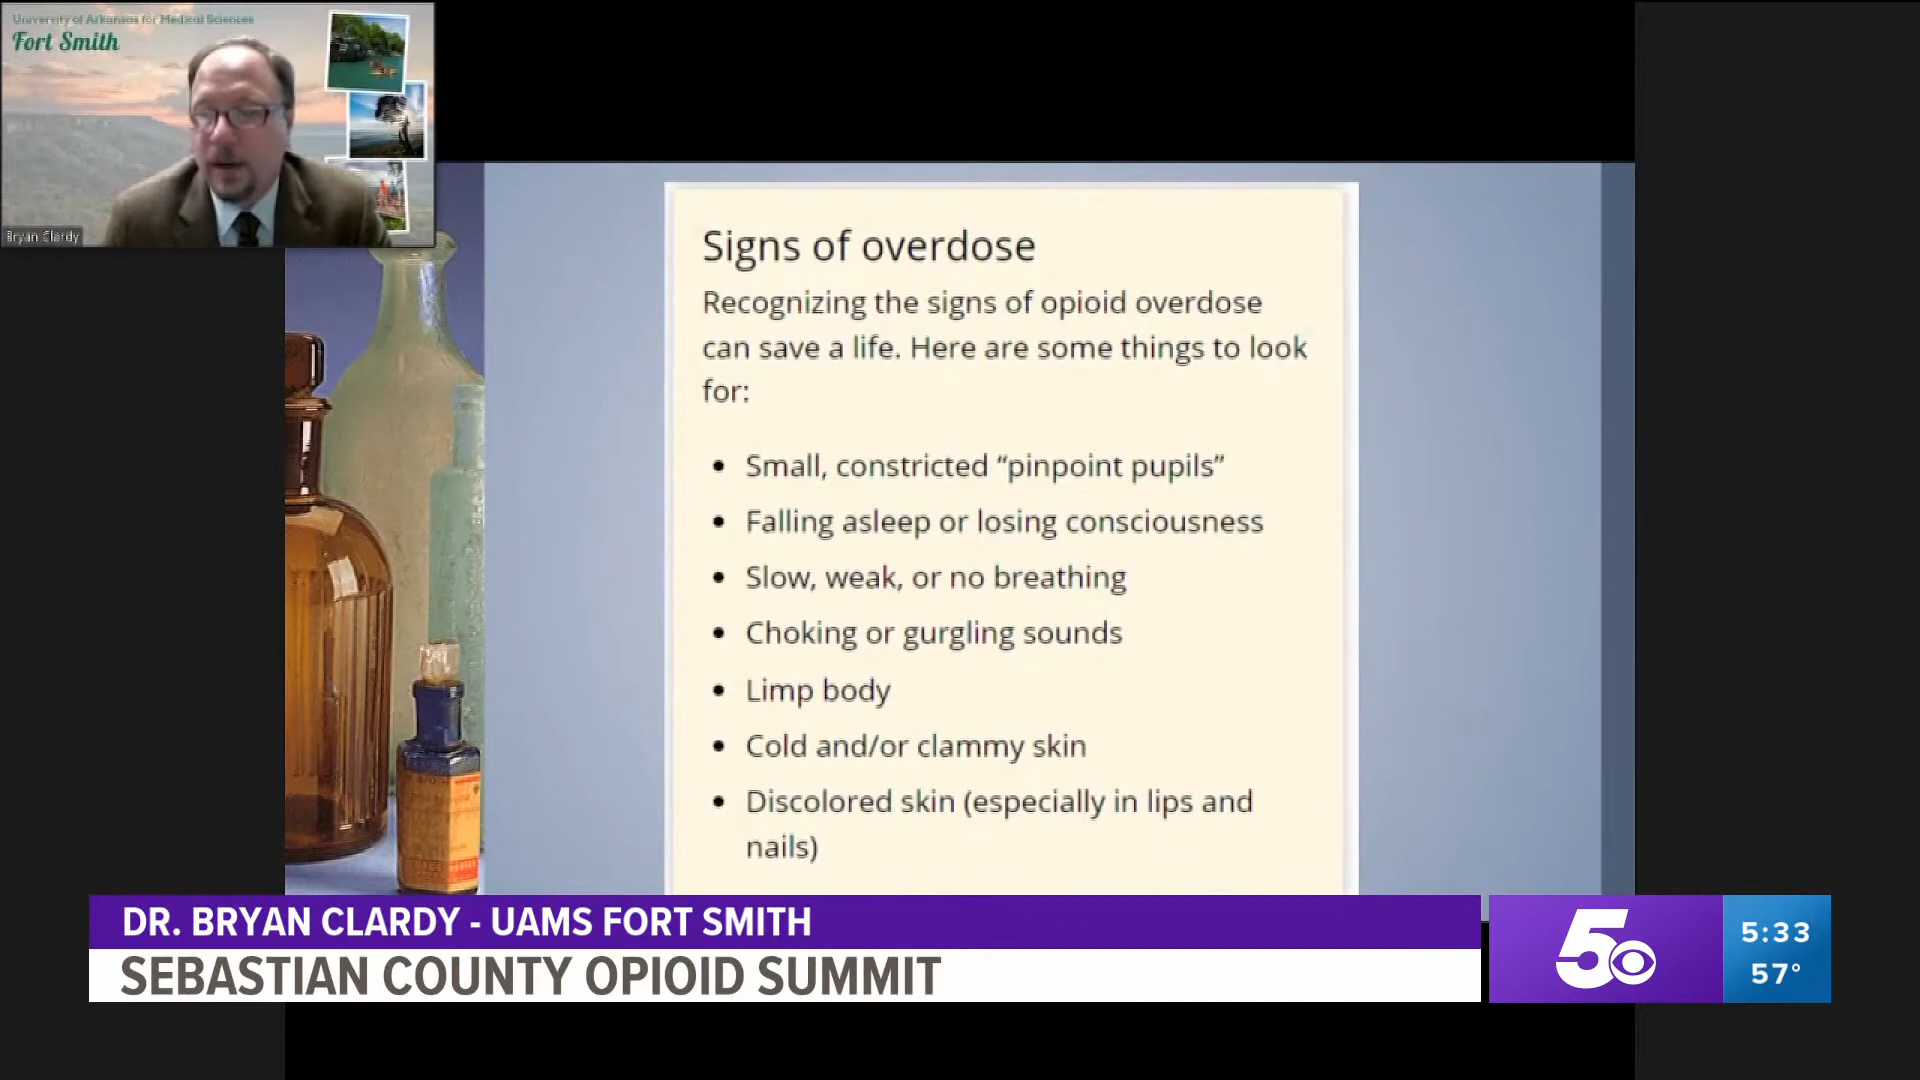 University of Arkansas for Medical Sciences
Fort Smith
Bryan Clardy
Signs of overdose
Recognizing the signs of opioid overdose
can save a life. Here are some things to look
for:
• Small, constricted “pinpoint pupils”
• Falling asleep or losing consciousness
• Slow, weak, or no breathing
• Choking or gurgling sounds
• Limp body
• Cold and/or clammy skin
• Discolored skin (especially in lips and
nails)
DR. BRYAN CLARDY - UAMS FORT SMITH
SEBASTIAN COUNTY OPIOID SUMMIT
5
5:33
57°